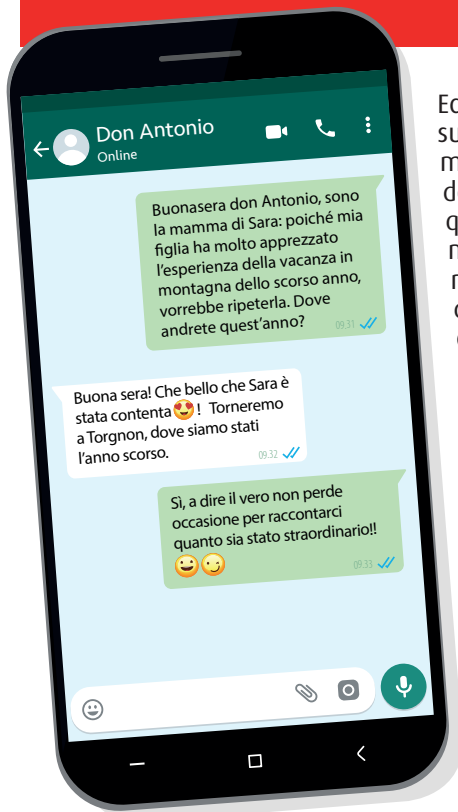 Don Antonio
Online
Buonasera don Antonio, sono
la mamma di Sara: poiché mia
figlia ha molto apprezzato
l'esperienza della vacanza in
montagna dello scorso anno,
vorrebbe ripeterla. Dove
andrete quest'anno? 09.31
Buona sera! Che bello che Sara è
stata contenta😍! Torneremo
a Torgnon, dove siamo stati
l'anno scorso. 09.32
Sì, a dire il vero non perde
occasione per raccontarci
quanto sia stato straordinario!!
😀😏 09.33